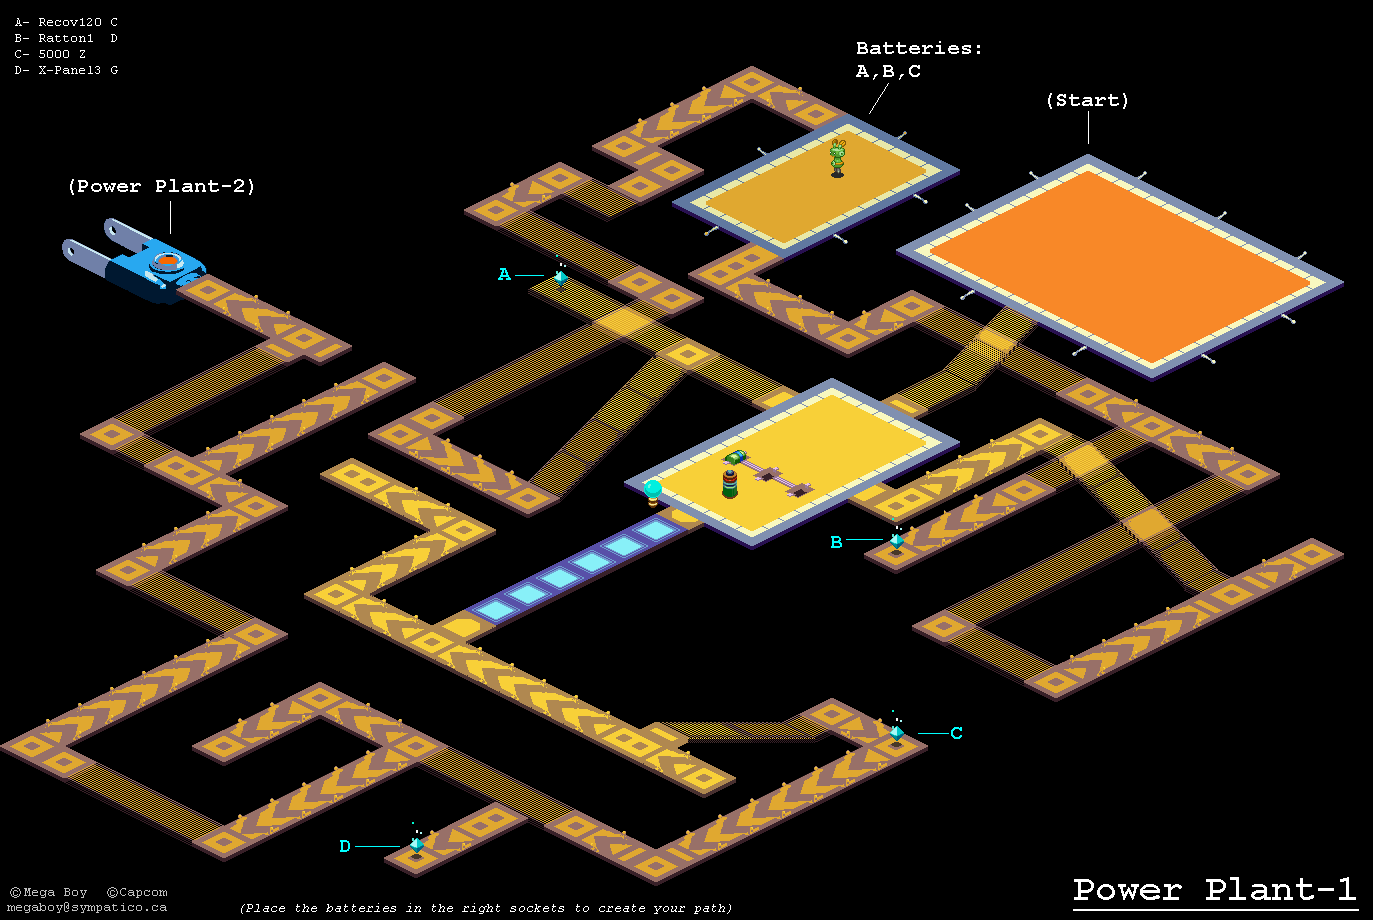 A- Recov120 C
B- Ratton1 D
C- 5000 Z
D- X-Panel3 G
Batteries:
A,B,C
(Start)
(Power Plant-2)
A
B
C
D
Power Plant-1
©Mega Boy ©Capcom
megaboy@sympatico.ca
(Place the batteries in the right sockets to create your path)